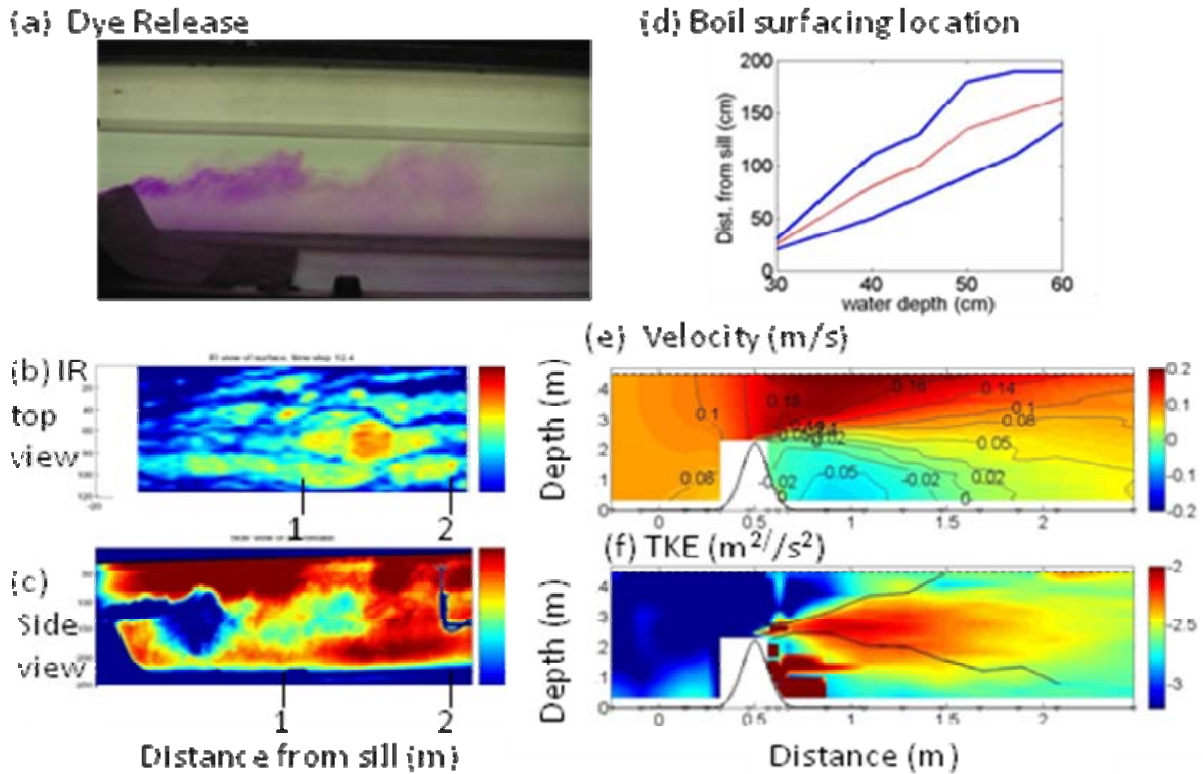 (a) Dye Release
(d) Boil surfacing location
200
150
100
50
0
Dist. from sill (cm)
30 40 50 60
water depth (cm)
(b) IR
top
view
1 2
(c)
Side
view
1 2
Distance from sill (m)
(e) Velocity (m/s)
Depth (m)
.4
.3
.2
.1
0
0.1
0.08
0.16
0.14
0.18
0.1
0.08
0.05
0.02
-0.02
-0.05
-0.02
0.02
0
0 0.5 1 1.5 2
0.2
0.1
0
-0.1
-0.2
(f) TKE (m²//s²)
Depth (m)
.4
.3
.2
.1
0
0 0.5 1 1.5 2
-2
-2.5
-3
Distance (m)